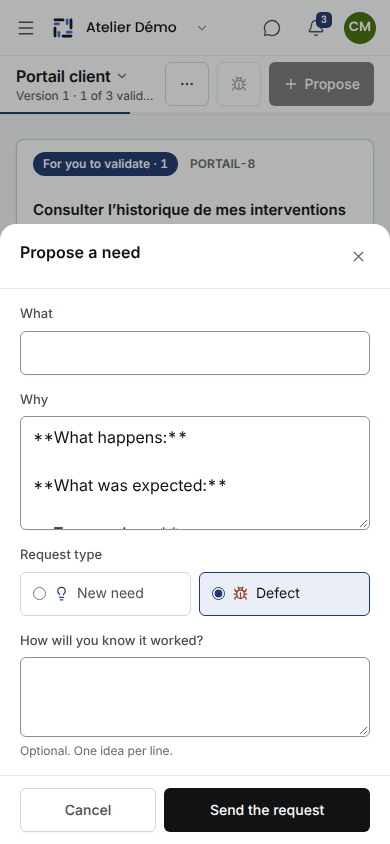 Atelier Démo
3
CM
Portail client
Version 1 · 1 of 3 valid...
Propose
For you to validate · 1
PORTAIL-8
Consulter l’historique de mes interventions
Propose a need
What
Why
**What happens:**
**What was expected:**
Request type
New need
Defect
How will you know it worked?
Optional. One idea per line.
Cancel
Send the request